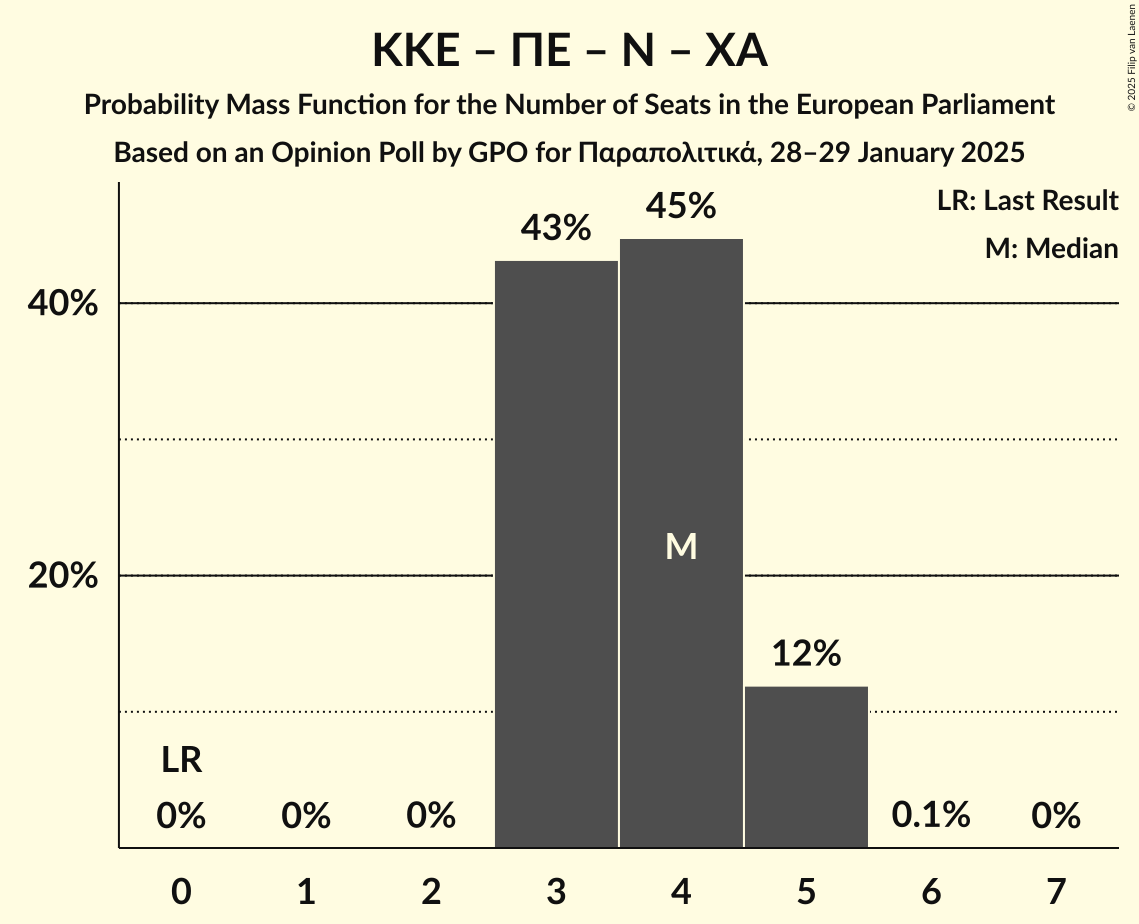 ΚΚΕ – ΠΕ – Ν – ΧΑ
Probability Mass Function for the Number of Seats in the European Parliament
Based on an Opinion Poll by GPO for Παραπολιτικά, 28–29 January 2025
© 2025 Filip van Laenen
LR: Last Result
M: Median
45%
43%
40%
M
20%
12%
LR
0%
0%
0%
0.1%
0%
0
1
2
3
4
5
6
7